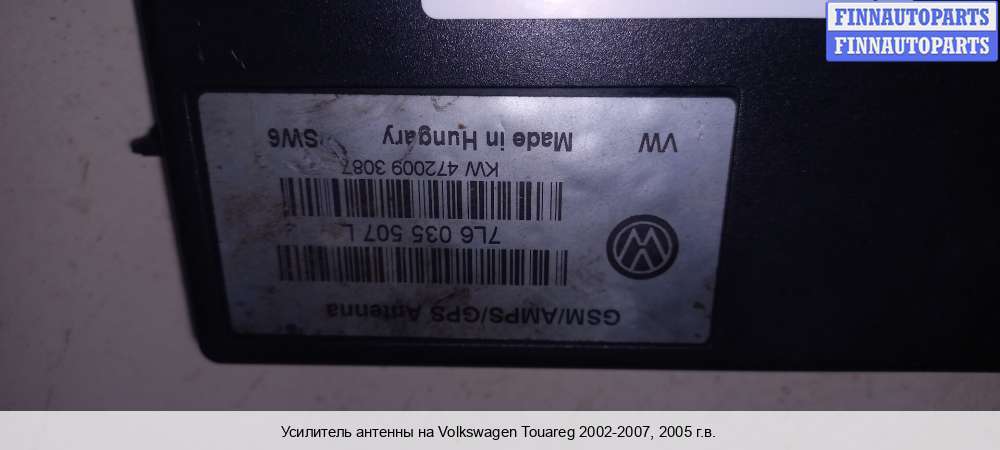 FINNAUTOPARTS
FINNAUTOPARTS
GSM/AMPS/GPS Antenna
7L6 035 507 L
KW 472009 3087
VW Made in Hungary SW6
Усилитель антенны на Volkswagen Touareg 2002-2007, 2005 г.в.